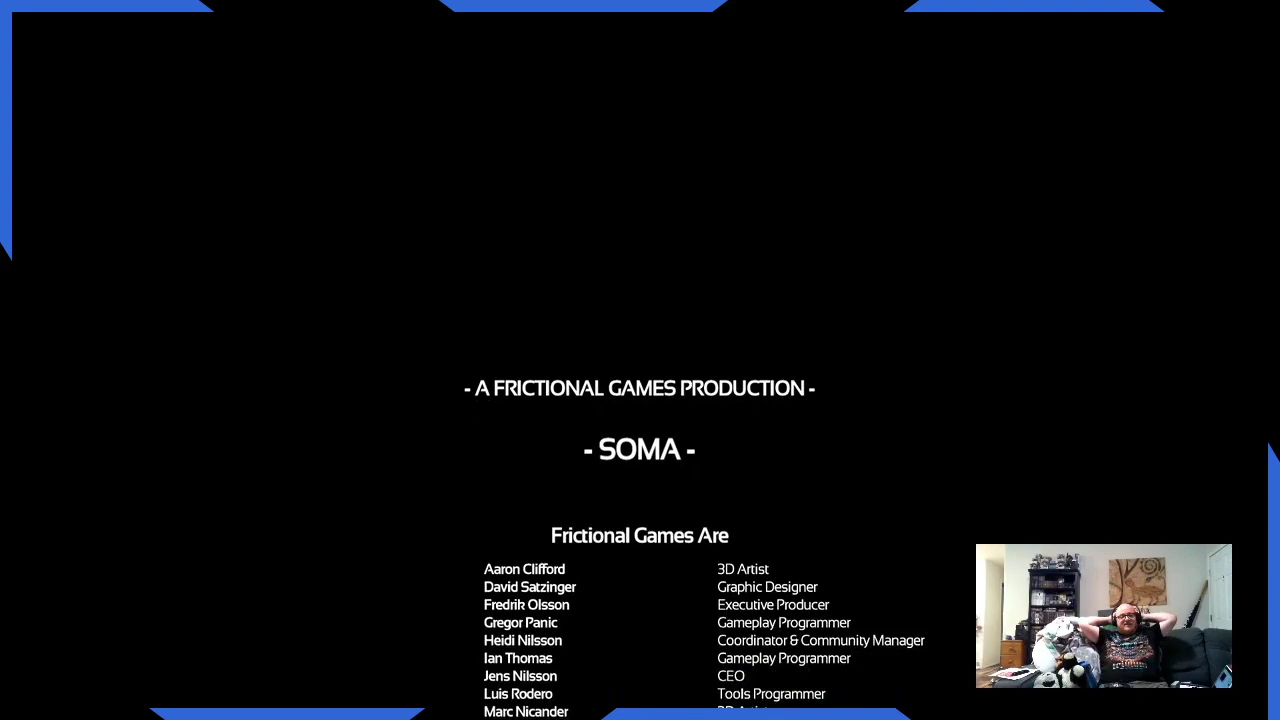 - A FRICTIONAL GAMES PRODUCTION -
- SOMA -
Frictional Games Are
Aaron Clifford 3D Artist
David Satzinger Graphic Designer
Fredrik Olsson Executive Producer
Gregor Panic Gameplay Programmer
Heidi Nilsson Coordinator & Community Manager
Ian Thomas Gameplay Programmer
Jens Nilsson CEO
Luis Rodero Tools Programmer
Marc Nicander 3D Artist